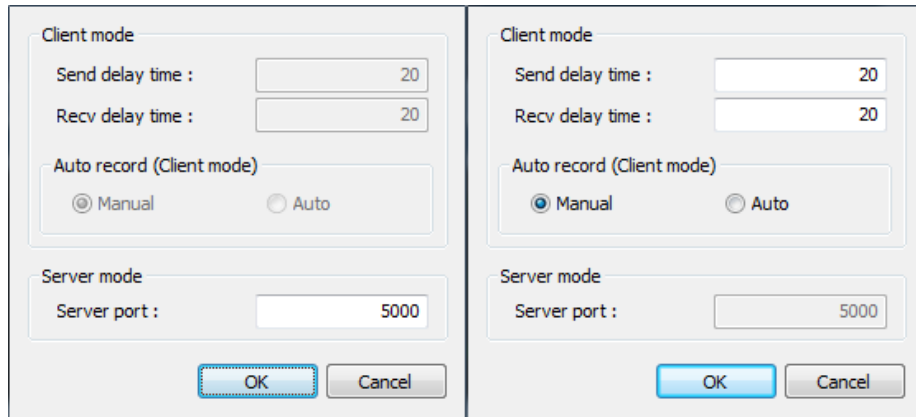 Client mode
Send delay time : 20
Recv delay time : 20
Auto record (Client mode)
Manual Auto
Server mode
Server port : 5000
OK Cancel
Client mode
Send delay time : 20
Recv delay time : 20
Auto record (Client mode)
Manual Auto
Server mode
Server port : 5000
OK Cancel